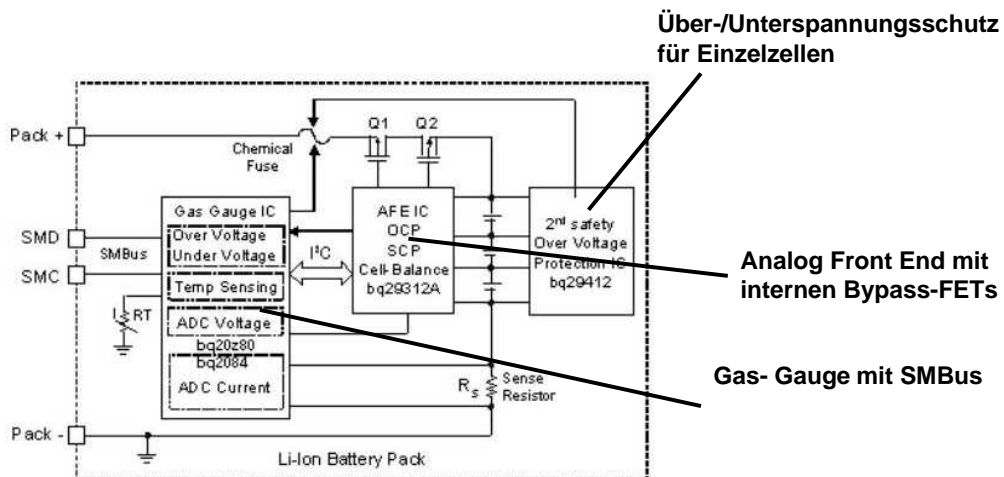 Über-/Unterspannungsschutz
für Einzelzellen
Pack +
Chemical
Fuse
Q1
Q2
Gas Gauge IC
Over Voltage
Under Voltage
Temp Sensing
ADC Voltage
bq20z80
bq2084
ADC Current
SMD
SMBus
SMC
RT
I²C
AFE IC
OCP
SCP
Cell-Balance
bq29312A
2nd safety
Over Voltage
Protection IC
bq29412
Analog Front End mit
internen Bypass-FETs
Gas- Gauge mit SMBus
Rs
Sense
Resistor
Pack -
Li-Ion Battery Pack